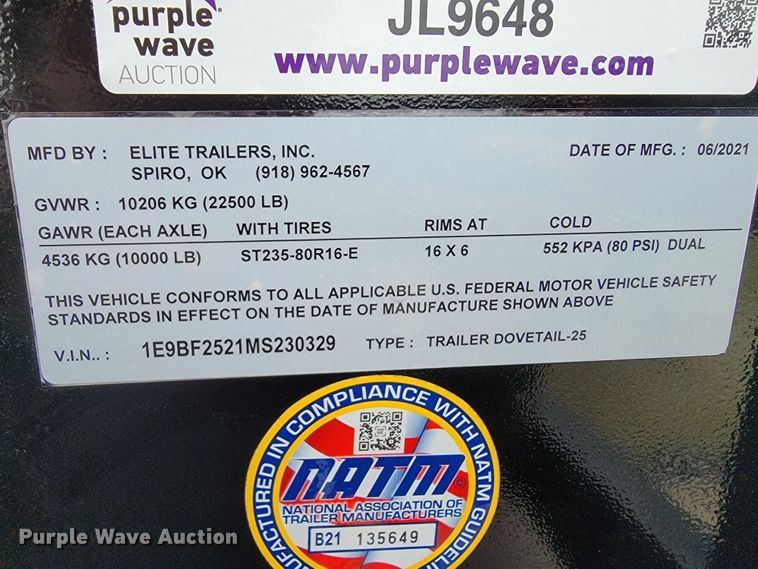 purple
wave
AUCTION
JL9648
www.purplewave.com
MFD BY : ELITE TRAILERS, INC. DATE OF MFG. : 06/2021
SPIRO, OK (918) 962-4567
GVWR : 10206 KG (22500 LB)
GAWR (EACH AXLE) WITH TIRES RIMS AT COLD
4536 KG (10000 LB) ST235-80R16-E 16 X 6 552 KPA (80 PSI) DUAL
THIS VEHICLE CONFORMS TO ALL APPLICABLE U.S. FEDERAL MOTOR VEHICLE SAFETY
STANDARDS IN EFFECT ON THE DATE OF MANUFACTURE SHOWN ABOVE
V.I.N.. : 1E9BF2521MS230329 TYPE : TRAILER DOVETAIL-25
IN COMPLIANCE WITH NATM
NATM ©
NATIONAL ASSOCIATION OF
TRAILER MANUFACTURERS
B21 135649
Purple Wave Auction